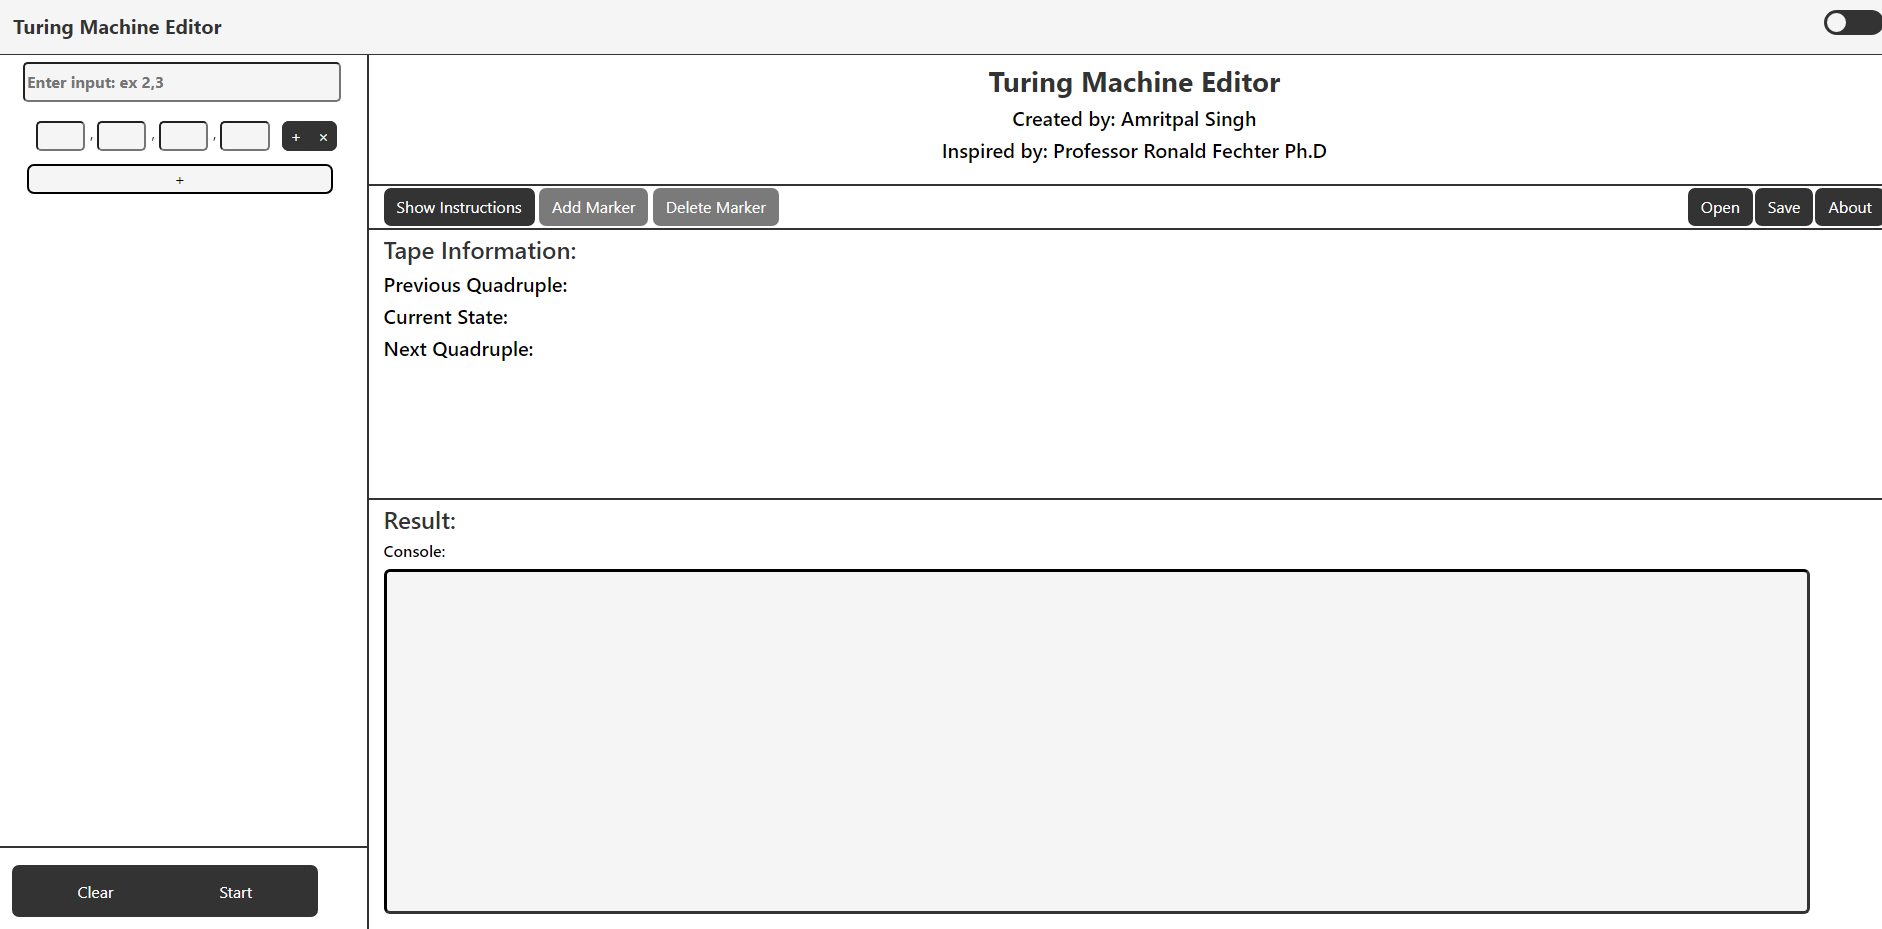 Turing Machine Editor
Enter input: ex 2,3
, , , + ×
+
Clear Start
Turing Machine Editor
Created by: Amritpal Singh
Inspired by: Professor Ronald Fechter Ph.D
Show Instructions Add Marker Delete Marker Open Save About
Tape Information:
Previous Quadruple:
Current State:
Next Quadruple:
Result:
Console: